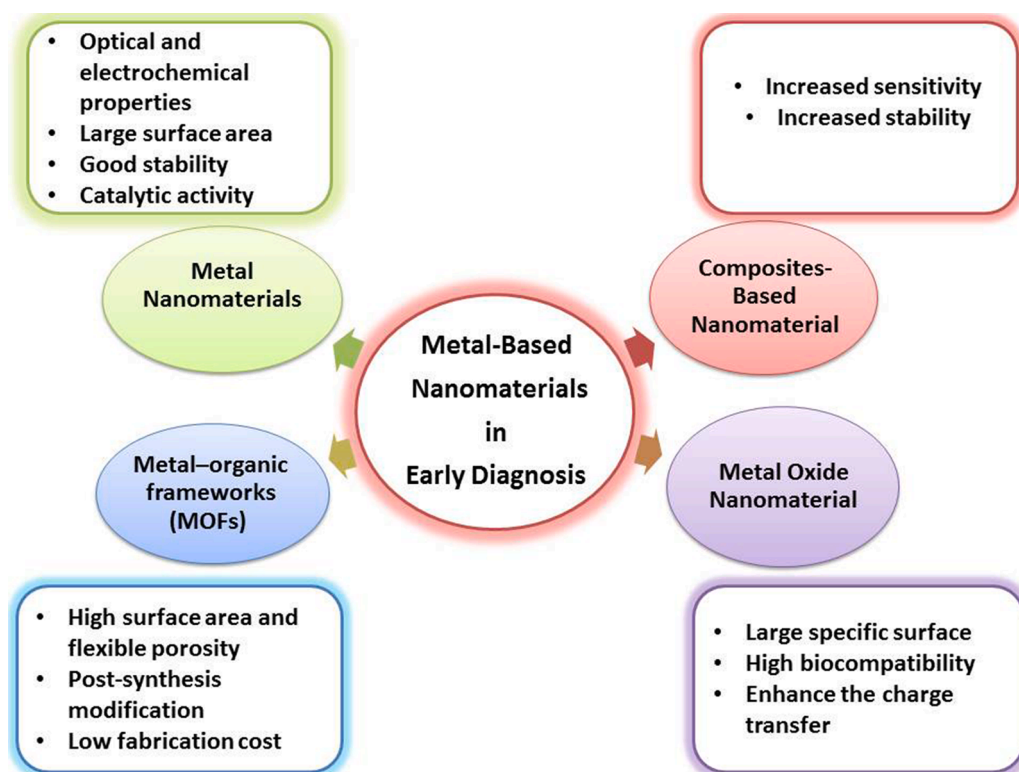 • Optical and
electrochemical
properties
• Large surface area
• Good stability
• Catalytic activity
• Increased sensitivity
• Increased stability
Metal
Nanomaterials
Composites-
Based
Nanomaterial
Metal-Based
Nanomaterials
in
Early Diagnosis
Metal–organic
frameworks
(MOFs)
Metal Oxide
Nanomaterial
• High surface area and
flexible porosity
• Post-synthesis
modification
• Low fabrication cost
• Large specific surface
• High biocompatibility
• Enhance the charge
transfer